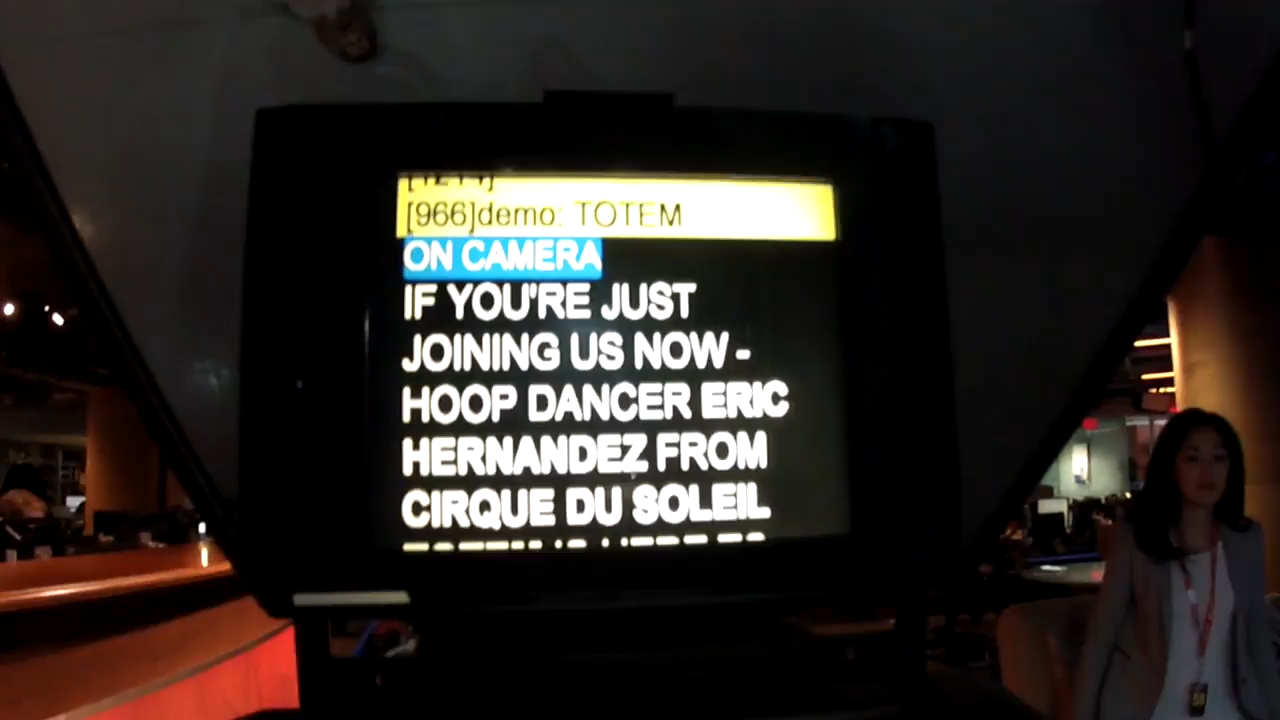 [966]demo: TOTEM
ON CAMERA
IF YOU'RE JUST
JOINING US NOW -
HOOP DANCER ERIC
HERNANDEZ FROM
CIRQUE DU SOLEIL